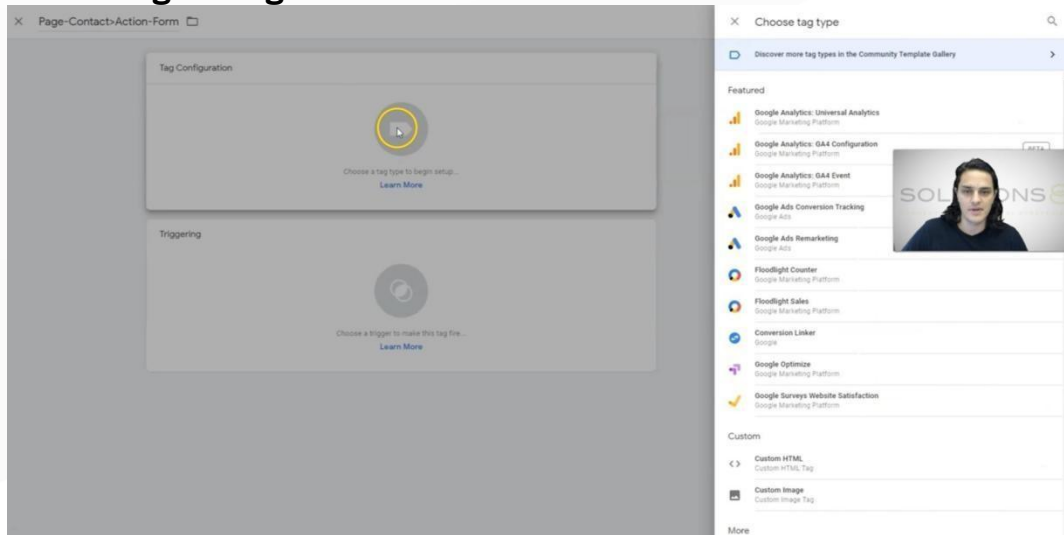 Page-Contact>Action-Form
Tag Configuration
Choose a tag type to begin setup...
Learn More
Triggering
Choose a trigger to make this tag fire...
Learn More
Choose tag type
Discover more tag types in the Community Template Gallery
Featured
Google Analytics: Universal Analytics
Google Marketing Platform
Google Analytics: GA4 Configuration
Google Marketing Platform
BETA
Google Analytics: GA4 Event
Google Marketing Platform
Google Ads Conversion Tracking
Google Ads
Google Ads Remarketing
Google Ads
Floodlight Counter
Google Marketing Platform
Floodlight Sales
Google Marketing Platform
Conversion Linker
Google
Google Optimize
Google Marketing Platform
Google Surveys Website Satisfaction
Google Marketing Platform
Custom
Custom HTML
Custom HTML Tag
Custom Image
Custom Image Tag
More